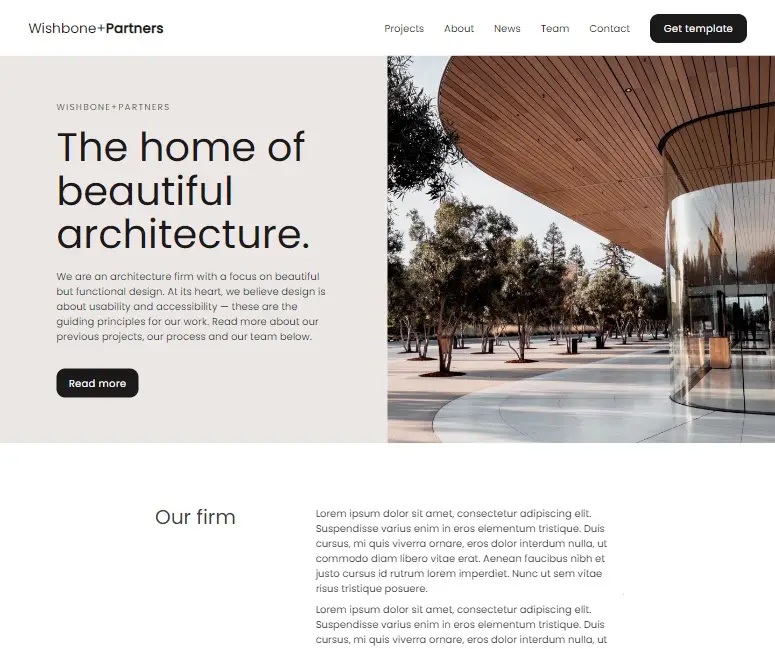 Wishbone+Partners
Projects
About
News
Team
Contact
Get template
WISHBONE+PARTNERS
The home of
beautiful
architecture.
We are an architecture firm with a focus on beautiful
but functional design. At its heart, we believe design is
about usability and accessibility — these are the
guiding principles for our work. Read more about our
previous projects, our process and our team below.
Read more
Our firm
Lorem ipsum dolor sit amet, consectetur adipiscing elit.
Suspendisse varius enim in eros elementum tristique. Duis
cursus, mi quis viverra ornare, eros dolor interdum nulla, ut
commodo diam libero vitae erat. Aenean faucibus nibh et
justo cursus id rutrum lorem imperdiet. Nunc ut sem vitae
risus tristique posuere.
Lorem ipsum dolor sit amet, consectetur adipiscing elit.
Suspendisse varius enim in eros elementum tristique. Duis
cursus, mi quis viverra ornare, eros dolor interdum nulla, ut